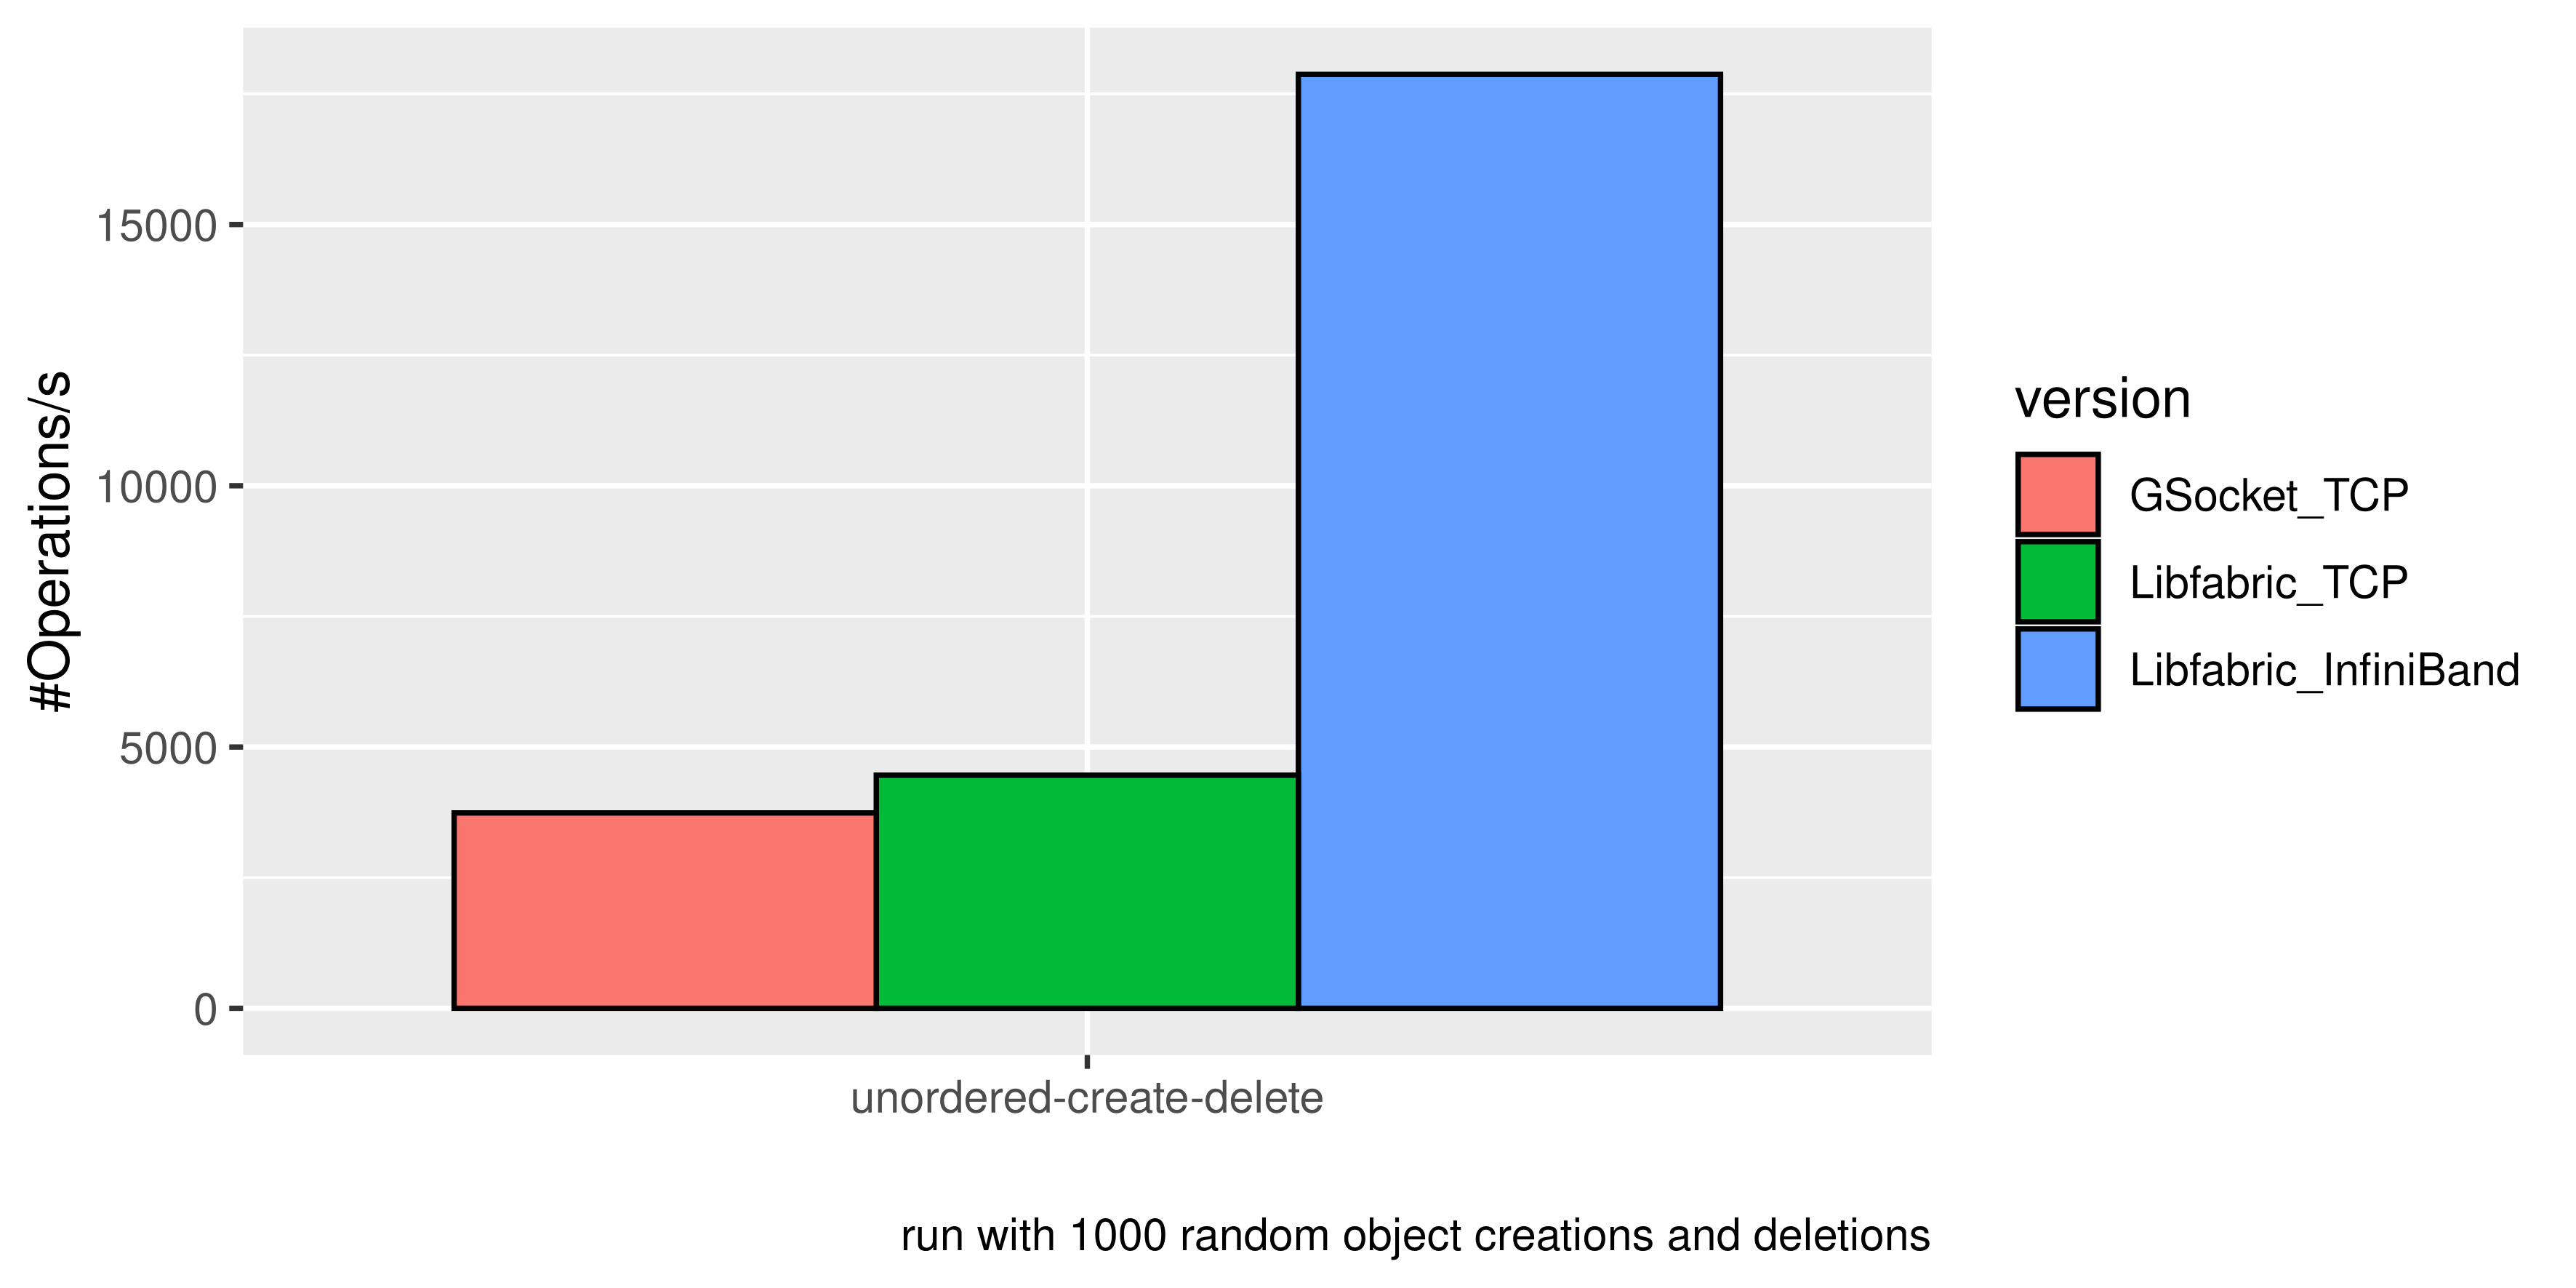 #Operations/s
15000
10000
5000
0
unordered-create-delete
run with 1000 random object creations and deletions
version
GSocket_TCP
Libfabric_TCP
Libfabric_InfiniBand